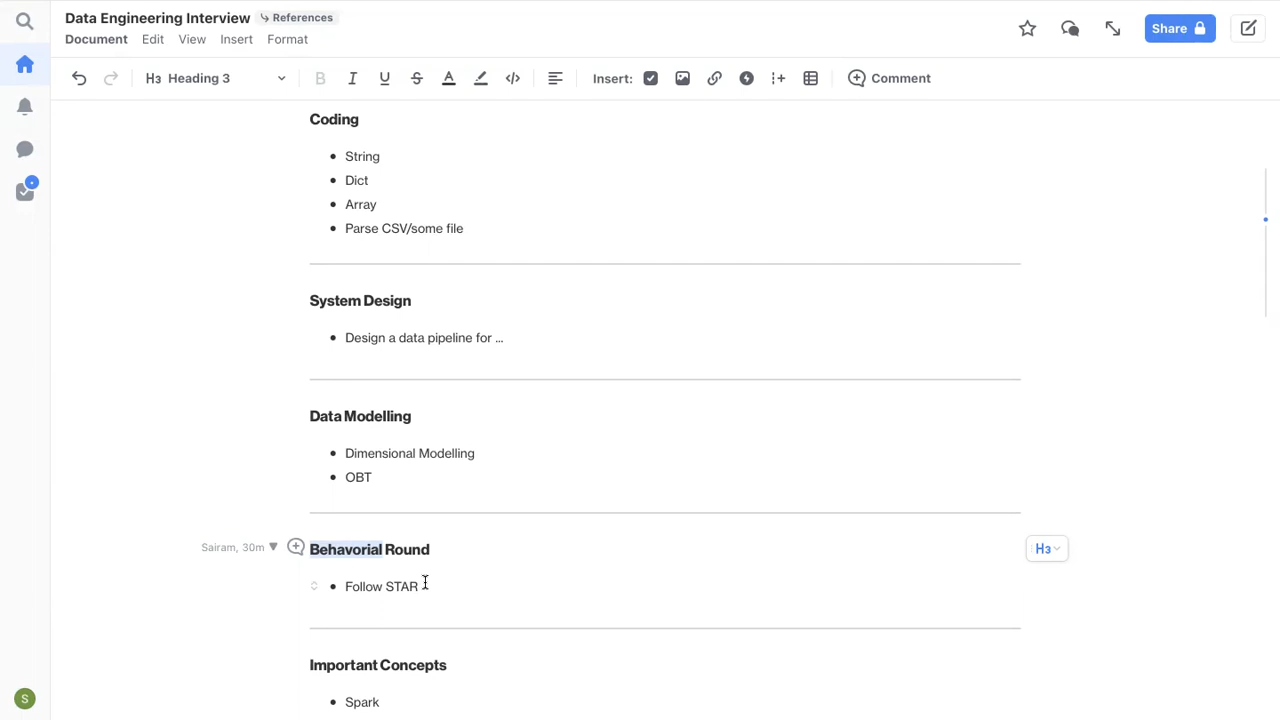 Data Engineering Interview References
Document Edit View Insert Format
Share
H3 Heading 3
B I U S A </> Insert: Comment
Coding
• String
• Dict
• Array
• Parse CSV/some file
System Design
• Design a data pipeline for ...
Data Modelling
• Dimensional Modelling
• OBT
Sairam, 30m
Behavorial Round
H3
• Follow STAR
Important Concepts
• Spark
S